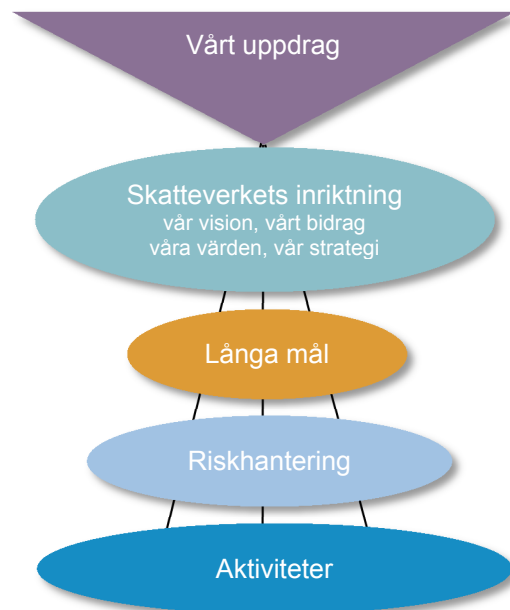 Vårt uppdrag
Skatteverkets inriktning
vår vision, vårt bidrag
våra värden, vår strategi
Långa mål
Riskhantering
Aktiviteter